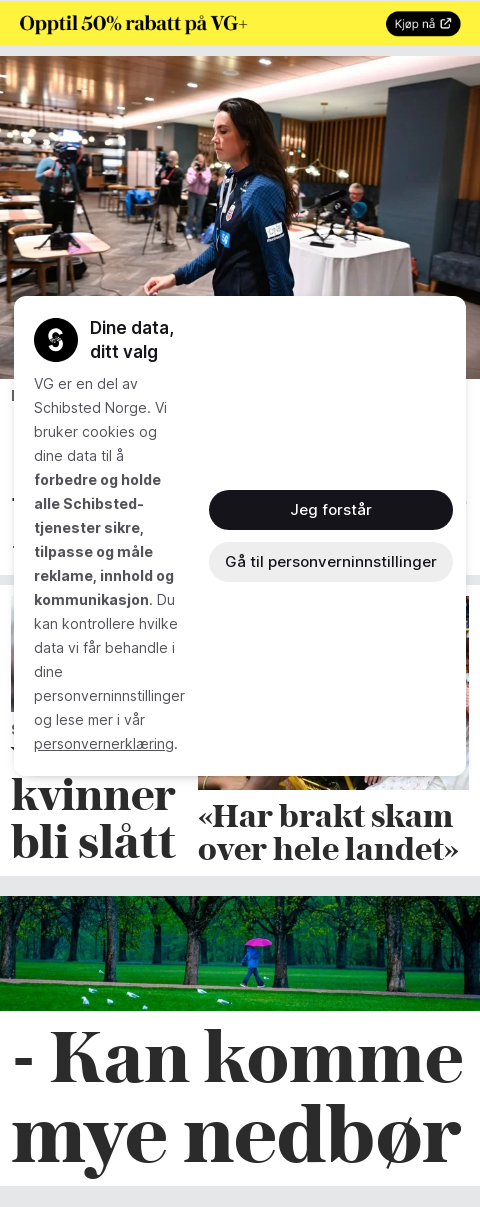 Opptil 50% rabatt på VG+
Kjøp nå
Dine data,
ditt valg
VG er en del av
Schibsted Norge. Vi
bruker cookies og
dine data til å
forbedre og holde
alle Schibsted-
tjenester sikre,
tilpasse og måle
reklame, innhold og
kommunikasjon. Du
kan kontrollere hvilke
data vi får behandle i
dine
personverninnstillinger
og lese mer i vår
personvernerklæring.
Jeg forstår
Gå til personverninnstillinger
kvinner
bli slått
«Har brakt skam
over hele landet»
- Kan komme
mye nedbør